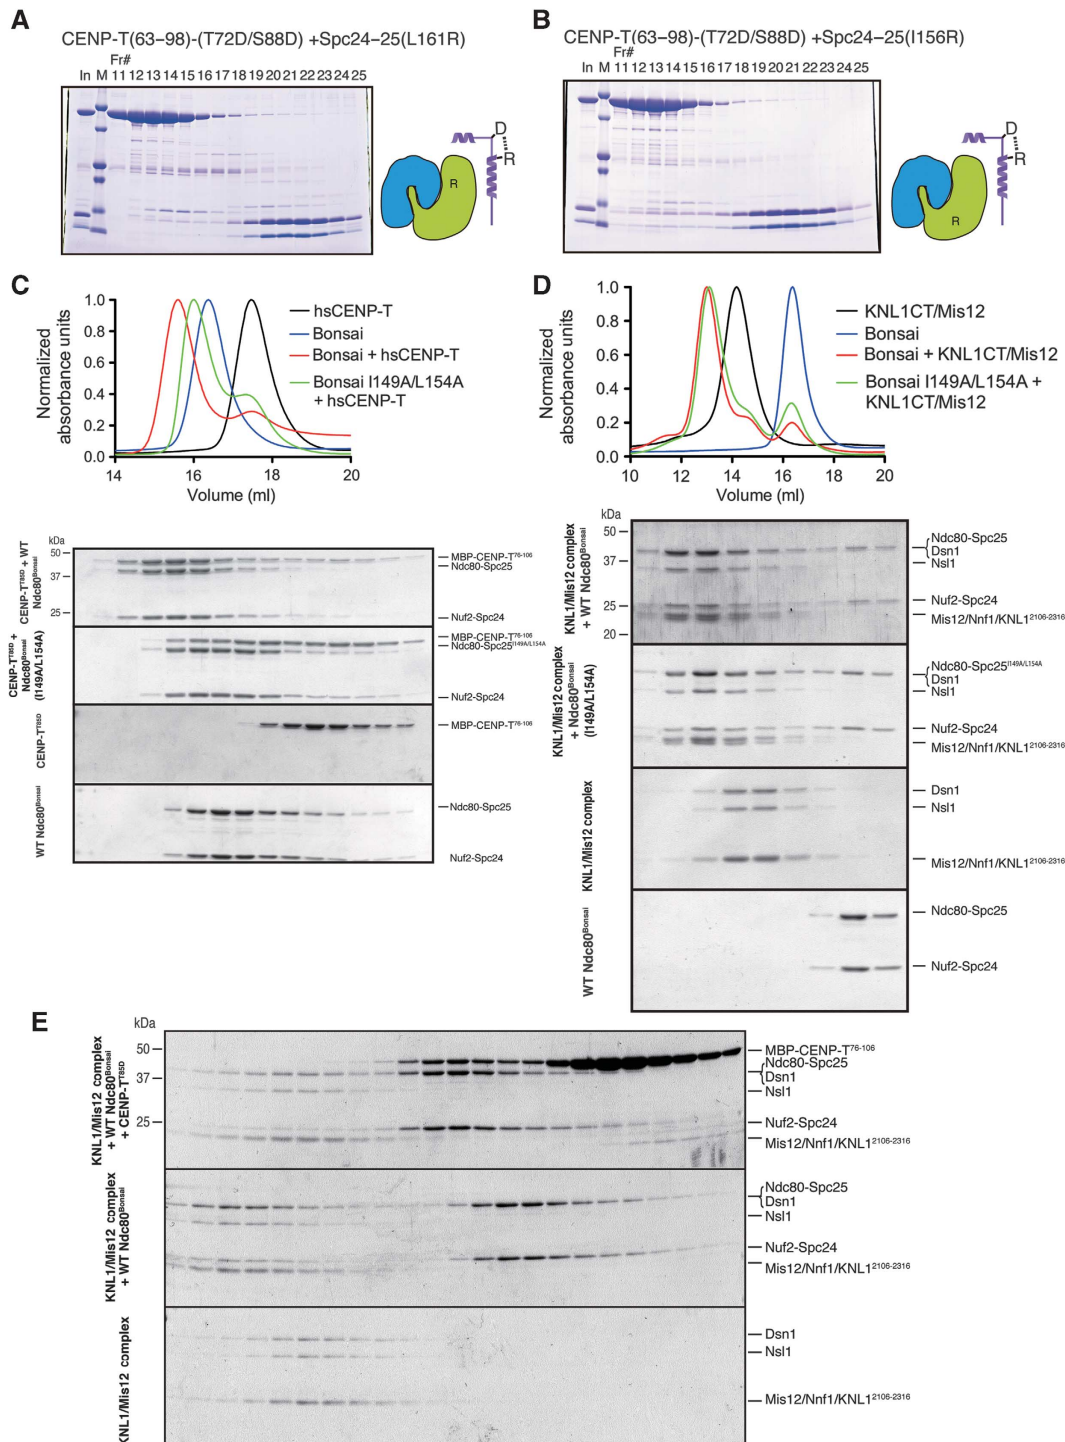 A
CENP-T(63–98)-(T72D/S88D) +Spc24–25(L161R)
Fr#
In M 11 12 13 14 15 16 17 18 19 20 21 22 23 24 25
D
R
R
B
CENP-T(63–98)-(T72D/S88D) +Spc24–25(I156R)
Fr#
In M 11 12 13 14 15 16 17 18 19 20 21 22 23 24 25
D
R
R
C
Normalized
absorbance units
1.0
0.8
0.6
0.4
0.2
0.0
14 16 18 20
Volume (ml)
hsCENP-T
Bonsai
Bonsai + hsCENP-T
Bonsai I149A/L154A
+ hsCENP-T
kDa
50
37
25
CENP-T^T85D + WT
Ndc80^Bonsai
MBP-CENP-T^76-106
Ndc80-Spc25
Nuf2-Spc24
CENP-T^T85D +
Ndc80^Bonsai
(I149A/L154A)
MBP-CENP-T^76-106
Ndc80-Spc25^I149A/L154A
Nuf2-Spc24
CENP-T^T85D
MBP-CENP-T^76-106
WT Ndc80^Bonsai
Ndc80-Spc25
Nuf2-Spc24
D
Normalized
absorbance units
1.0
0.8
0.6
0.4
0.2
0.0
10 12 14 16 18 20
Volume (ml)
KNL1CT/Mis12
Bonsai
Bonsai + KNL1CT/Mis12
Bonsai I149A/L154A +
KNL1CT/Mis12
kDa
50
37
25
20
KNL1/Mis12 complex
+ WT Ndc80^Bonsai
Ndc80-Spc25
Dsn1
Nsl1
Nuf2-Spc24
Mis12/Nnf1/KNL1^2106-2316
KNL1/Mis12 complex
+ Ndc80^Bonsai
(I149A/L154A)
Ndc80-Spc25^I149A/L154A
Dsn1
Nsl1
Nuf2-Spc24
Mis12/Nnf1/KNL1^2106-2316
KNL1/Mis12 complex
Dsn1
Nsl1
Mis12/Nnf1/KNL1^2106-2316
WT Ndc80^Bonsai
Ndc80-Spc25
Nuf2-Spc24
E
kDa
50
37
25
KNL1/Mis12 complex
+ WT Ndc80^Bonsai
+ CENP-T^T85D
MBP-CENP-T^76-106
Ndc80-Spc25
Dsn1
Nsl1
Nuf2-Spc24
Mis12/Nnf1/KNL1^2106-2316
KNL1/Mis12 complex
+ WT Ndc80^Bonsai
Ndc80-Spc25
Dsn1
Nsl1
Nuf2-Spc24
Mis12/Nnf1/KNL1^2106-2316
KNL1/Mis12 complex
Dsn1
Nsl1
Mis12/Nnf1/KNL1^2106-2316